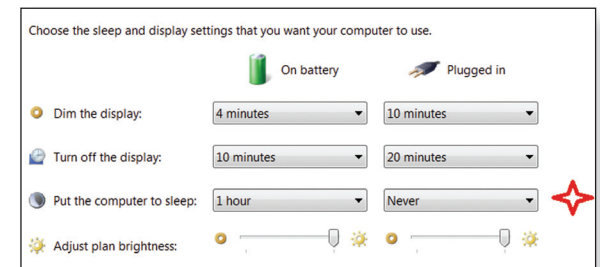 Choose the sleep and display settings that you want your computer to use.
On battery Plugged in
Dim the display: 4 minutes 10 minutes
Turn off the display: 10 minutes 20 minutes
Put the computer to sleep: 1 hour Never
Adjust plan brightness: